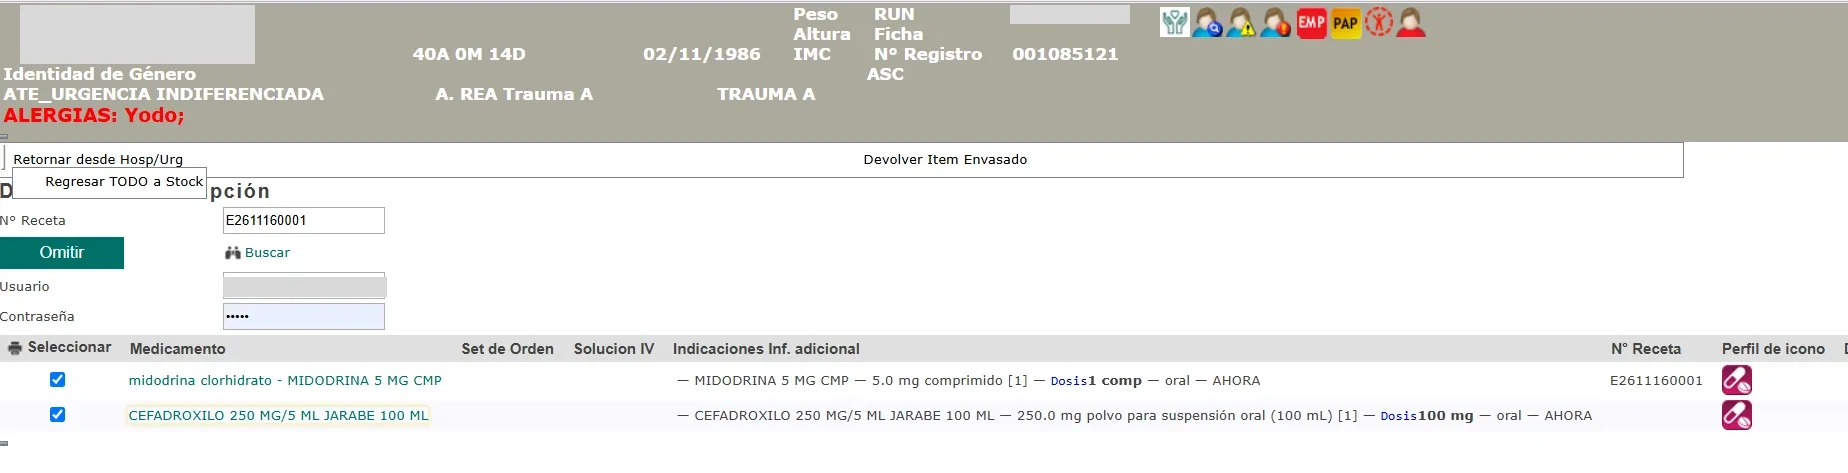 Peso RUN
Altura Ficha
40A 0M 14D 02/11/1986 IMC Nº Registro 001085121
Identidad de Género ASC
ATE_URGENCIA INDIFERENCIADA A. REA Trauma A TRAUMA A
ALERGIAS: Yodo;
EMP PAP
Retornar desde Hosp/Urg Devolver Item Envasado
Regresar TODO a Stock
D pción
Nº Receta E2611160001
Omitir Buscar
Usuario
Contraseña •••••
Seleccionar Medicamento Set de Orden Solucion IV Indicaciones Inf. adicional N° Receta Perfil de icono D
midodrina clorhidrato - MIDODRINA 5 MG CMP — MIDODRINA 5 MG CMP — 5.0 mg comprimido [1] — Dosis1 comp — oral — AHORA E2611160001
CEFADROXILO 250 MG/5 ML JARABE 100 ML — CEFADROXILO 250 MG/5 ML JARABE 100 ML — 250.0 mg polvo para suspensión oral (100 mL) [1] — Dosis100 mg — oral — AHORA